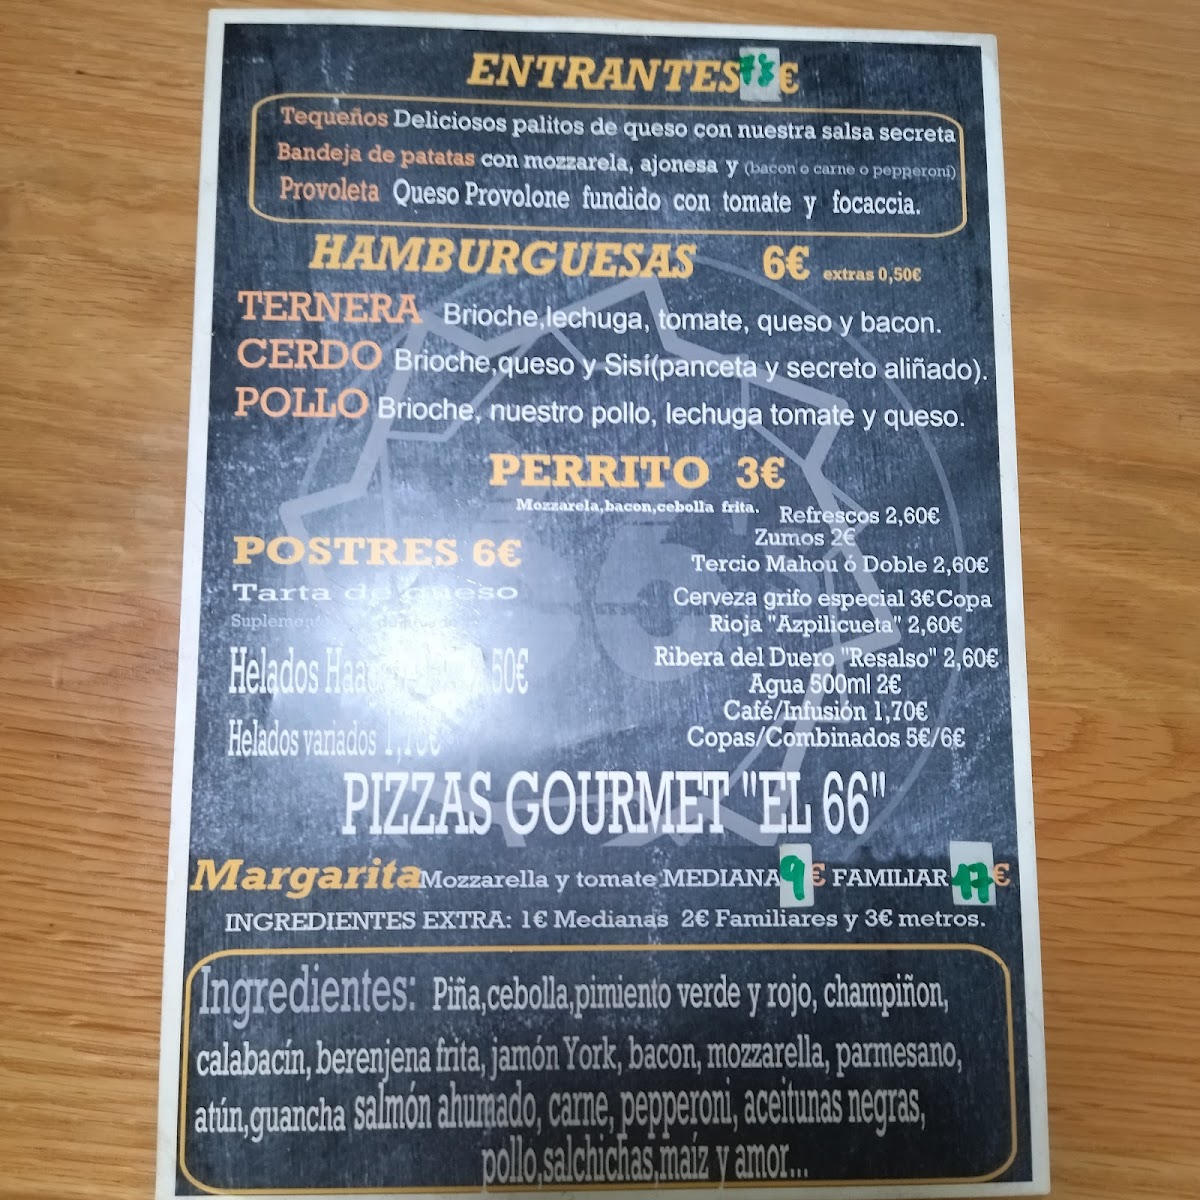 ENTRANTES €
Tequeños Deliciosos palitos de queso con nuestra salsa secreta
Bandeja de patatas con mozzarela, ajonesa y (bacon o carne o pepperoni)
Provoleta Queso Provolone fundido con tomate y focaccia.
HAMBURGUESAS 6€ extras 0,50€
TERNERA Brioche,lechuga, tomate, queso y bacon.
CERDO Brioche,queso y Sisí(panceta y secreto aliñado).
POLLO Brioche, nuestro pollo, lechuga tomate y queso.
PERRITO 3€
Mozzarela,bacon,cebolla frita.
POSTRES 6€
Tarta de queso
Helados
Helados variados
Refrescos 2,60€
Zumos 2€
Tercio Mahou ó Doble 2,60€
Cerveza grifo especial 3€Copa
Rioja "Azpilicueta" 2,60€
Ribera del Duero "Resalso" 2,60€
Agua 500ml 2€
Café/Infusión 1,70€
Copas/Combinados 5€/6€
PIZZAS GOURMET "EL 66"
Margarita Mozzarella y tomate MEDIANA 9€ FAMILIAR 17€
INGREDIENTES EXTRA: 1€ Medianas 2€ Familiares y 3€ metros.
Ingredientes: Piña,cebolla,pimiento verde y rojo, champiñon,
calabacín, berenjena frita, jamón York, bacon, mozzarella, parmesano,
atún,guancha salmón ahumado, carne, pepperoni, aceitunas negras,
pollo,salchichas,maíz y amor...